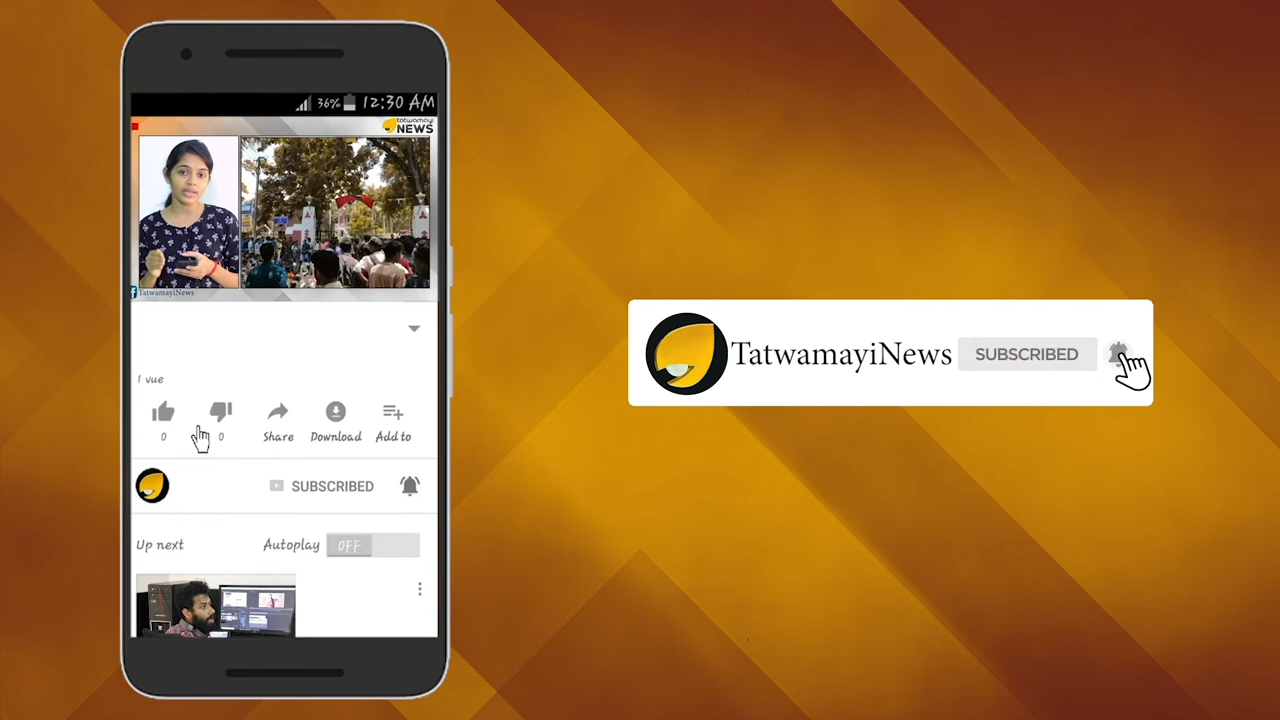 36% 12:30 AM
tatwamayi
NEWS
TatwamayiNews
1 vue
0 0 Share Download Add to
SUBSCRIBED
Up next Autoplay OFF
TatwamayiNews SUBSCRIBED